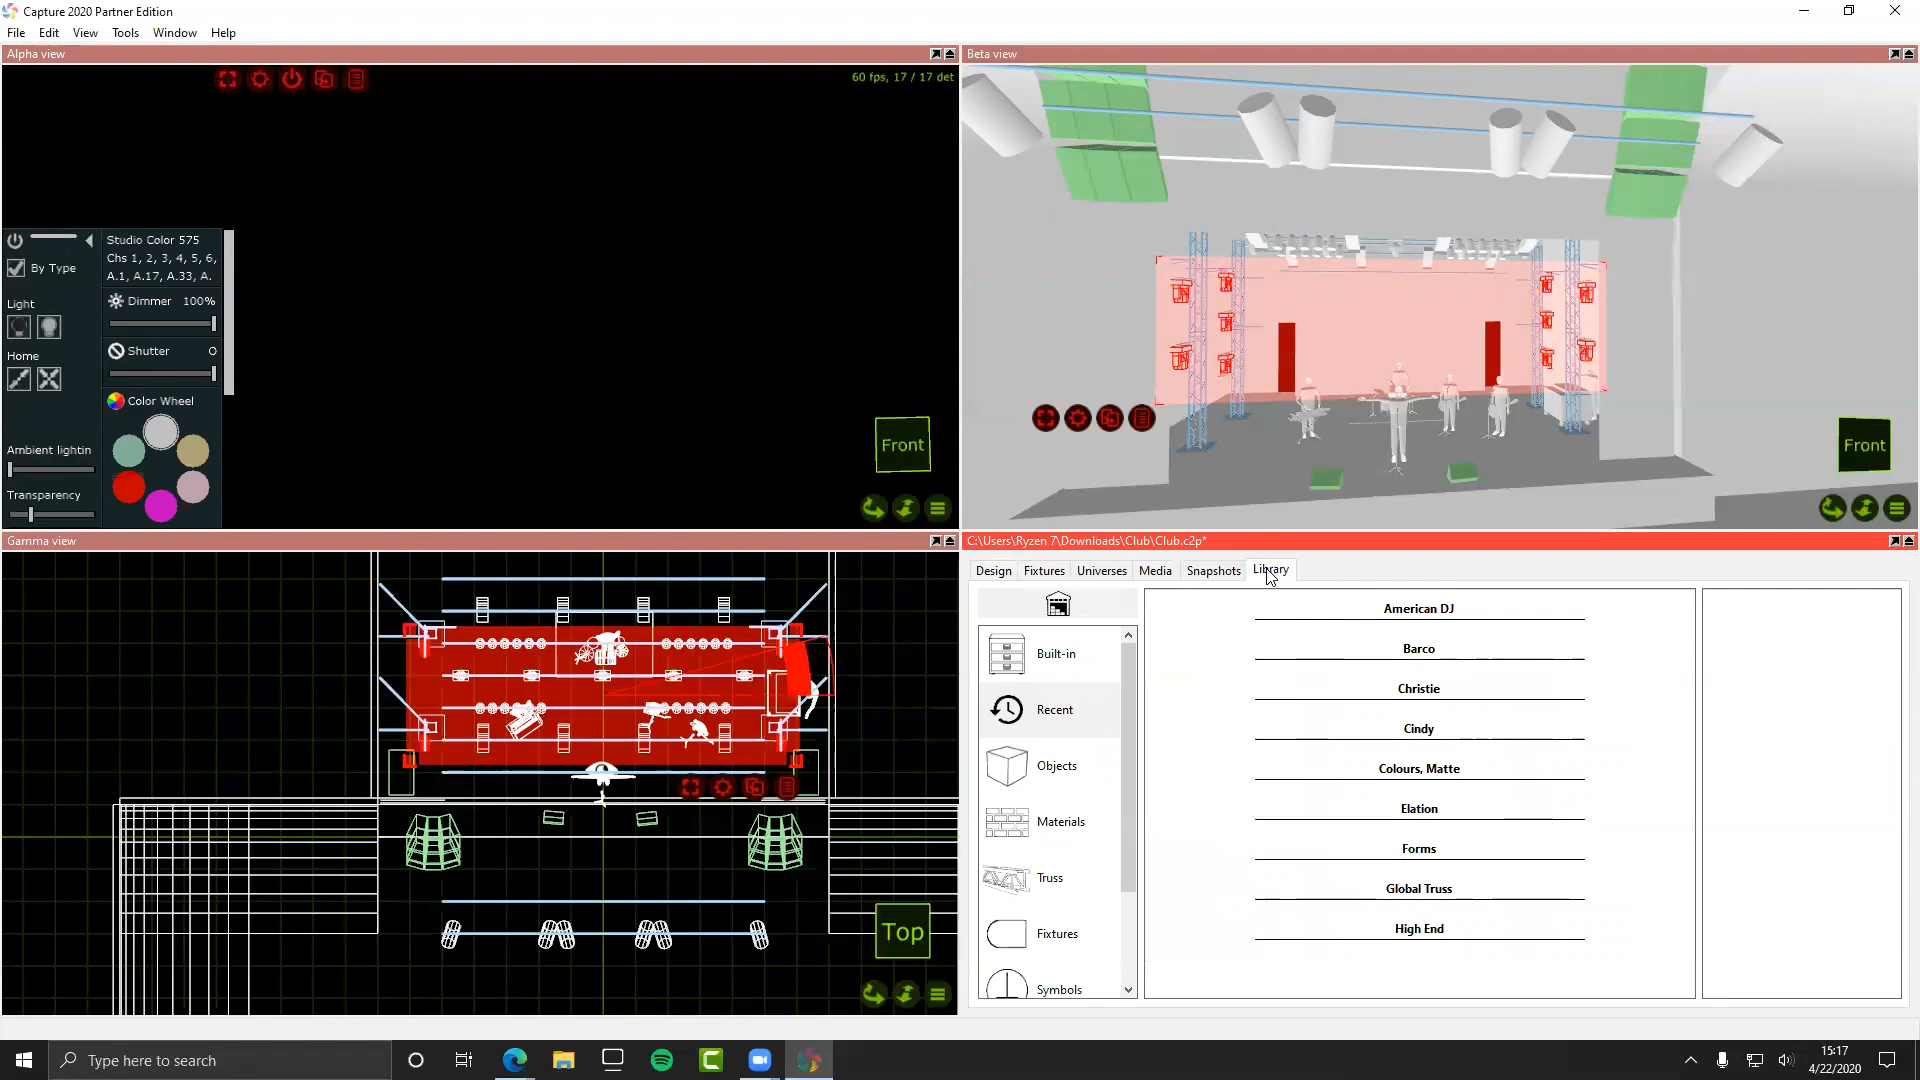 Capture 2020 Partner Edition
File Edit View Tools Window Help
Alpha view
60 fps, 17 / 17 det
By Type
Light
Home
Ambient lightin
Transparency
Studio Color 575
Chs 1, 2, 3, 4, 5, 6,
A.1, A.17, A.33, A.
Dimmer 100%
Shutter O
Color Wheel
Front
Beta view
Front
Gamma view
Top
C:\Users\Ryzen 7\Downloads\Club\Club.c2p*
Design Fixtures Universes Media Snapshots Library
Built-in
Recent
Objects
Materials
Truss
Fixtures
Symbols
American DJ
Barco
Christie
Cindy
Colours, Matte
Elation
Forms
Global Truss
High End
Type here to search
15:17
4/22/2020